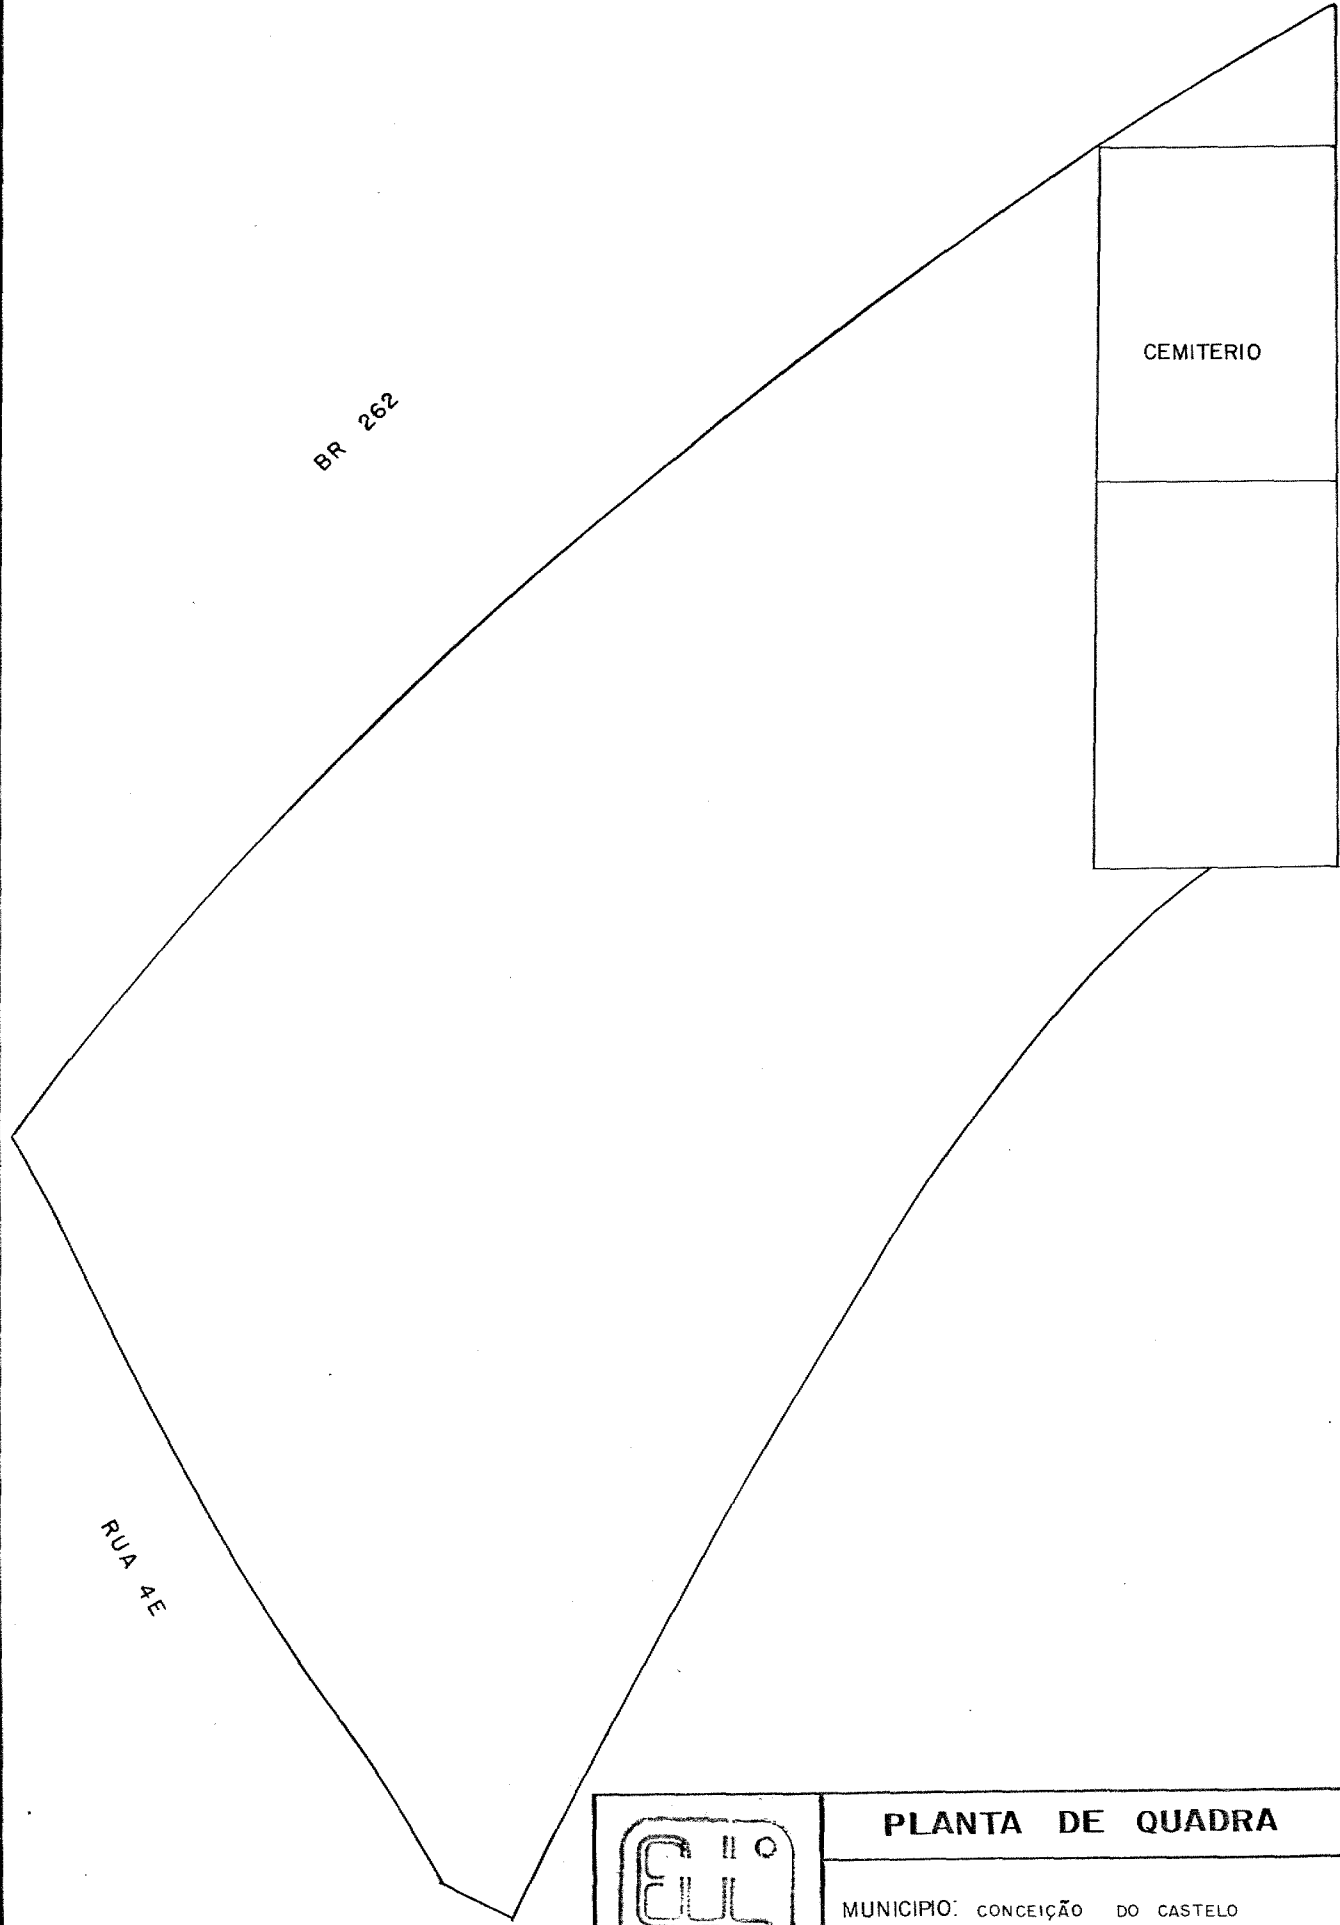 CEMITERIO
BR 262
RUA 4E
PLANTA DE QUADRA
MUNICIPIO: CONCEIÇÃO DO CASTELO